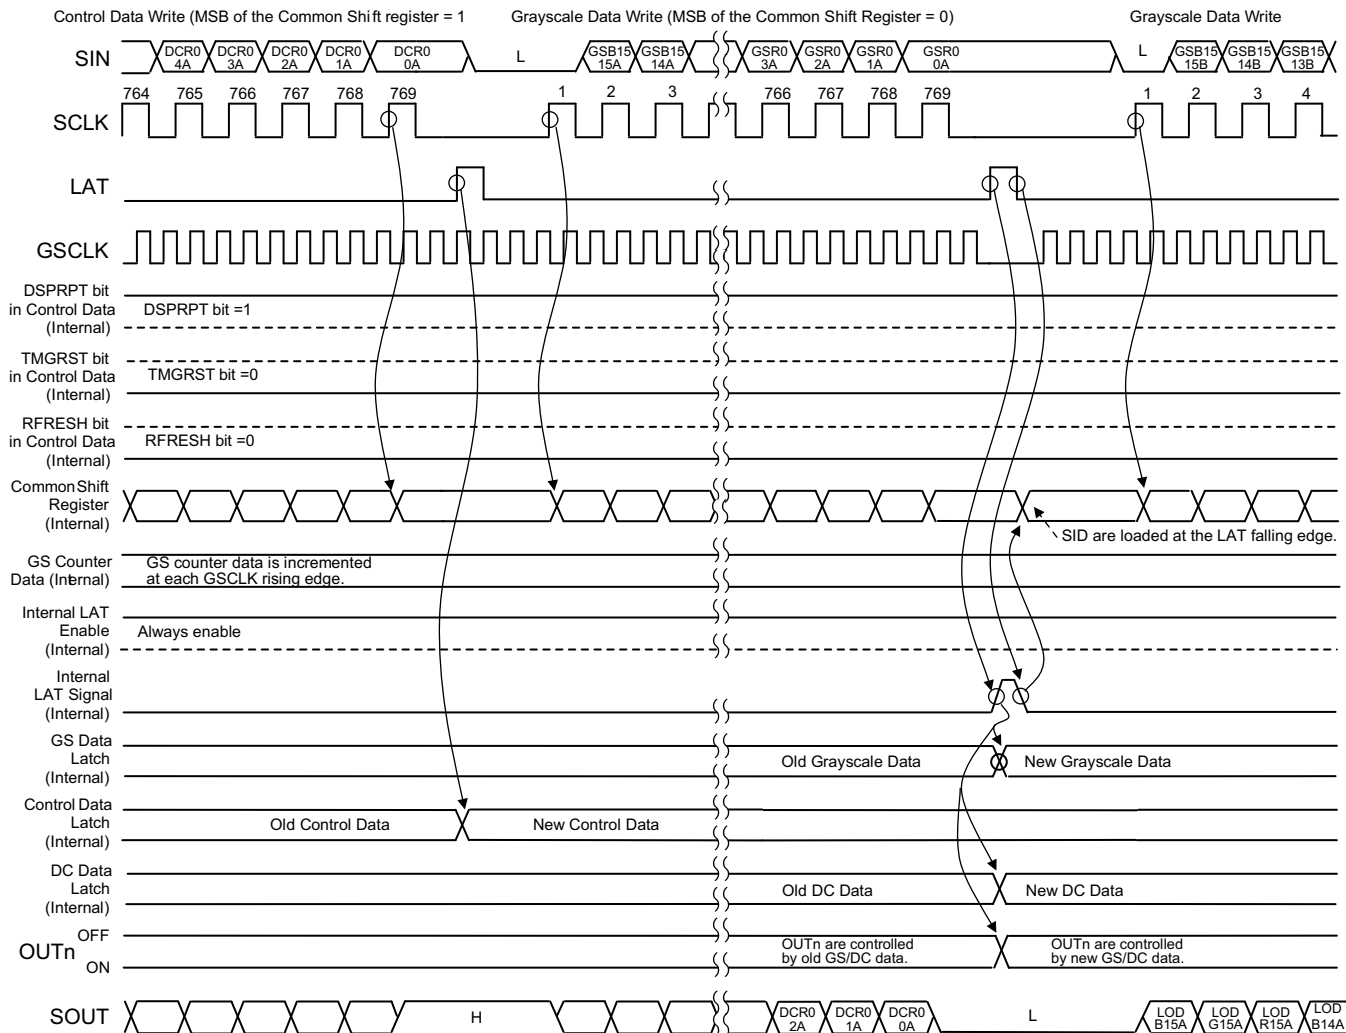 Control Data Write (MSB of the Common Shift register = 1
Grayscale Data Write (MSB of the Common Shift Register = 0)
Grayscale Data Write
SIN
DCR0 4A
DCR0 3A
DCR0 2A
DCR0 1A
DCR0 0A
L
GSB15 15A
GSB15 14A
GSR0 3A
GSR0 2A
GSR0 1A
GSR0 0A
L
GSB15 15B
GSB15 14B
GSB15 13B
SCLK
764 765 766 767 768 769 1 2 3 766 767 768 769 1 2 3 4
LAT
GSCLK
DSPRPT bit
in Control Data
(Internal)
DSPRPT bit =1
TMGRST bit
in Control Data
(Internal)
TMGRST bit =0
RFRESH bit
in Control Data
(Internal)
RFRESH bit =0
Common Shift
Register
(Internal)
SID are loaded at the LAT falling edge.
GS Counter
Data (Internal)
GS counter data is incremented
at each GSCLK rising edge.
Internal LAT
Enable
(Internal)
Always enable
Internal
LAT Signal
(Internal)
GS Data
Latch
(Internal)
Old Grayscale Data
New Grayscale Data
Control Data
Latch
(Internal)
Old Control Data
New Control Data
DC Data
Latch
(Internal)
Old DC Data
New DC Data
OUTn
OFF
ON
OUTn are controlled
by old GS/DC data.
OUTn are controlled
by new GS/DC data.
SOUT
H
DCR0 2A
DCR0 1A
DCR0 0A
L
LOD B15A
LOD G15A
LOD R15A
LOD B14A